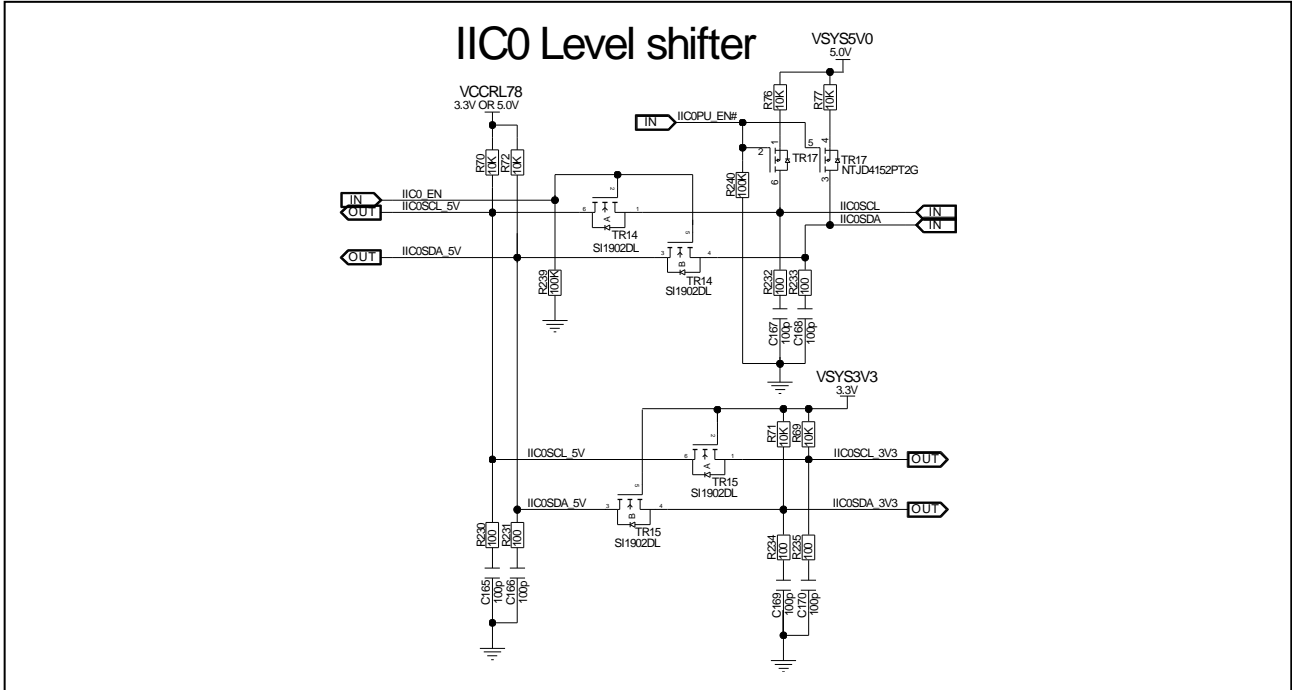 IIC0 Level shifter
VSYS5V0
5.0V
VCCRL78
3.3V OR 5.0V
R76
10K
R77
10K
IN
IIC0PU_EN#
1
2
TR17
6
4
5
TR17
NTJD4152PT2G
3
R70
10K
R72
10K
R240
100K
IN
IIC0_EN
OUT
IIC0SCL_5V
2
6
1
A
TR14
SI1902DL
IIC0SCL
IN
IIC0SDA
IN
OUT
IIC0SDA_5V
5
3
4
B
TR14
SI1902DL
R239
100K
R232
100
R233
100
C167
100p
C168
100p
VSYS3V3
3.3V
R71
10K
R69
10K
IIC0SCL_5V
2
6
1
A
TR15
SI1902DL
IIC0SCL_3V3
OUT
IIC0SDA_5V
5
3
4
B
TR15
SI1902DL
IIC0SDA_3V3
OUT
R230
100
R231
100
R234
100
R235
100
C165
100p
C166
100p
C169
100p
C170
100p